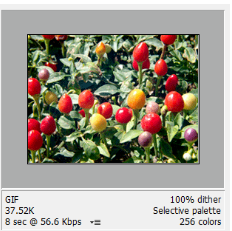 GIF 100% dither
37.52K Selective palette
8 sec @ 56.6 Kbps 256 colors